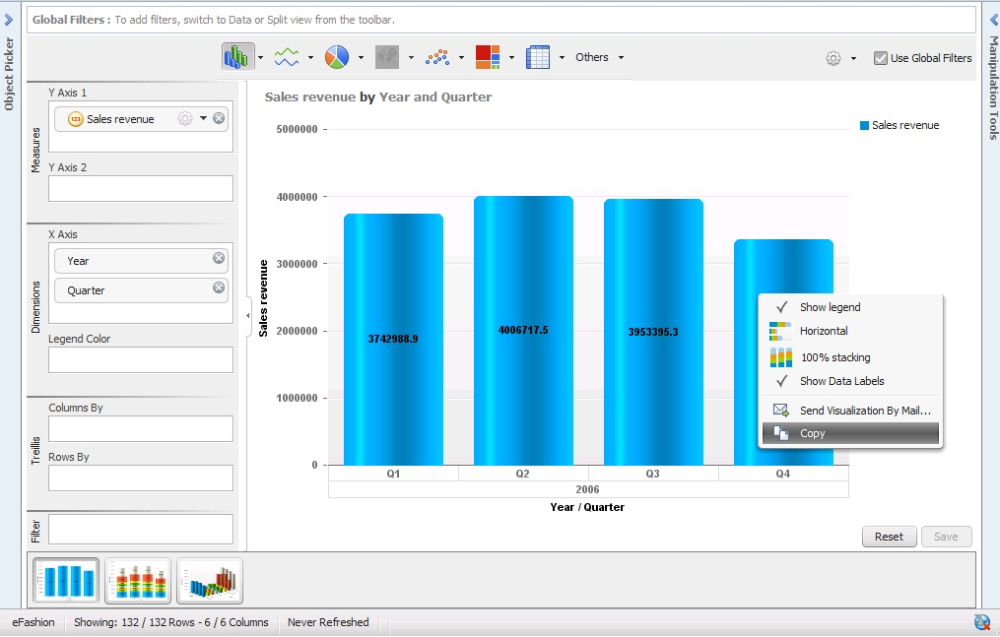 Global Filters : To add filters, switch to Data or Split view from the toolbar.
Object Picker
Manipulation Tools
Others
Use Global Filters
Measures
Y Axis 1
123 Sales revenue
Y Axis 2
Dimensions
X Axis
Year
Quarter
Legend Color
Trellis
Columns By
Rows By
Filter
Sales revenue by Year and Quarter
Sales revenue
5000000
4000000
3000000
2000000
1000000
0
Sales revenue
3742988.9
4006717.5
3953395.3
Q1
Q2
Q3
Q4
2006
Year / Quarter
Show legend
Horizontal
100% stacking
Show Data Labels
Send Visualization By Mail...
Copy
Reset
Save
eFashion
Showing: 132 / 132 Rows - 6 / 6 Columns
Never Refreshed